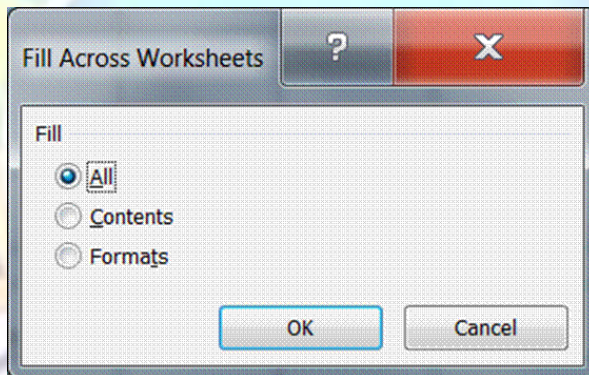 Fill Across Worksheets
?
X
Fill
All
Contents
Formats
OK
Cancel